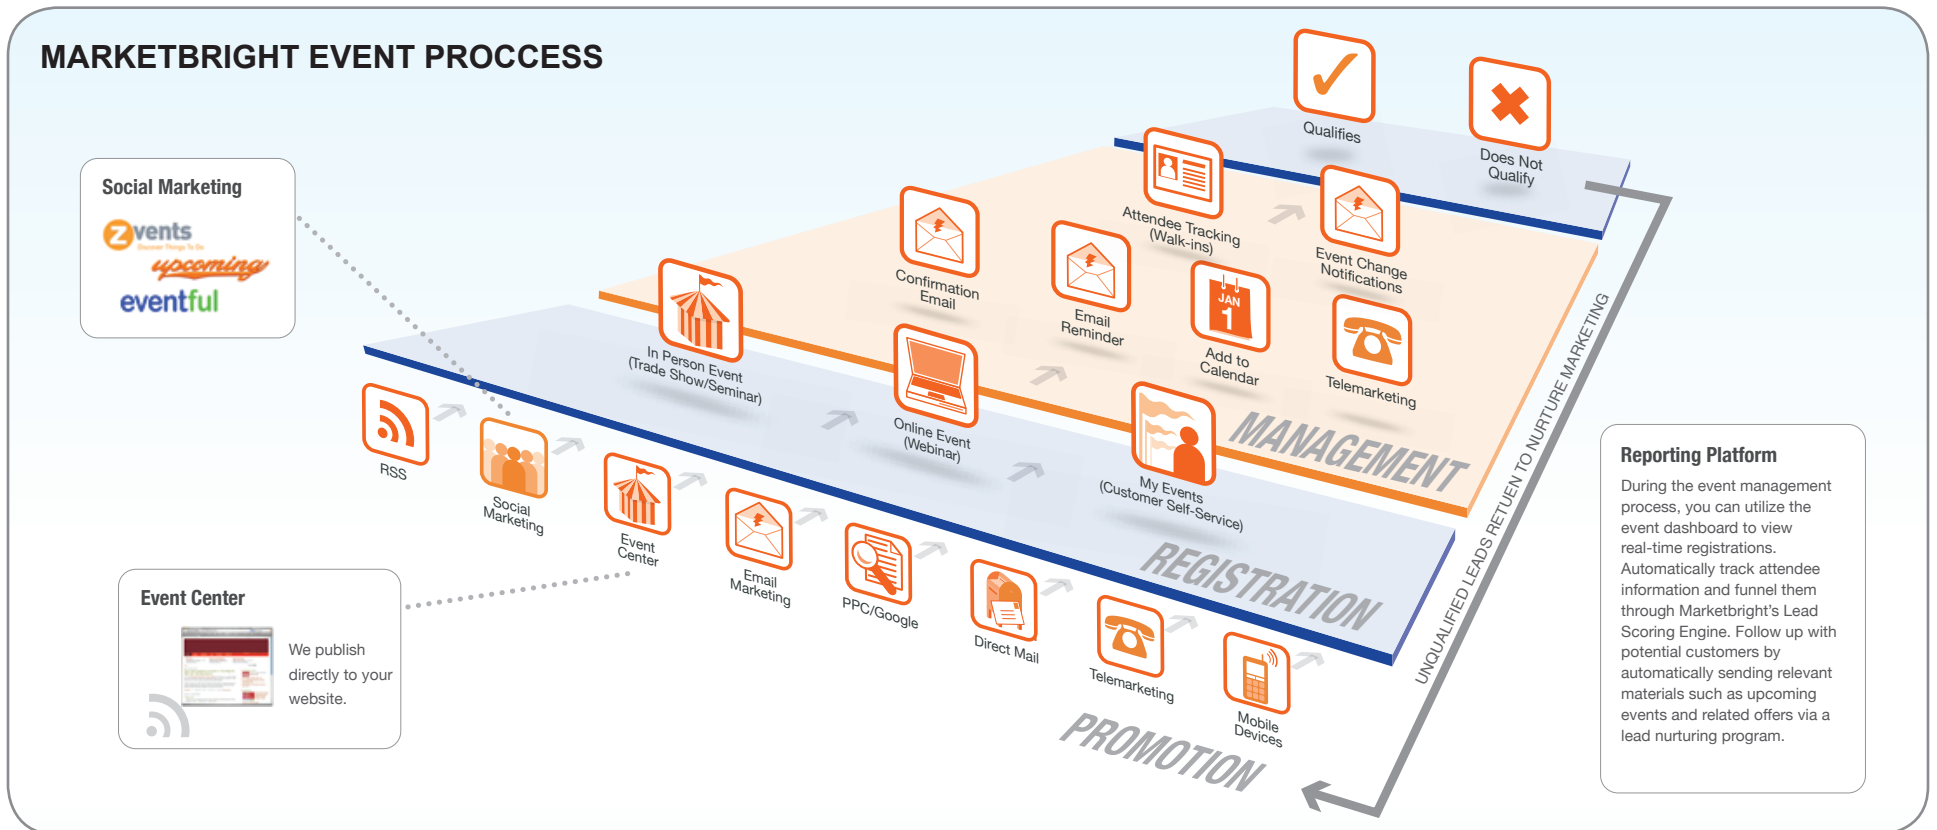 MARKETBRIGHT EVENT PROCCESS
Social Marketing
Zvents
Discover Things To Do
upcoming
eventful
Event Center
We publish
directly to your
website.
Qualifies
Does Not
Qualify
Attendee Tracking
(Walk-ins)
Event Change
Notifications
Confirmation
Email
Email
Reminder
JAN
1
Add to
Calendar
Telemarketing
MANAGEMENT
In Person Event
(Trade Show/Seminar)
Online Event
(Webinar)
My Events
(Customer Self-Service)
REGISTRATION
RSS
Social
Marketing
Event
Center
Email
Marketing
PPC/Google
Direct Mail
Telemarketing
Mobile
Devices
PROMOTION
UNQUALIFIED LEADS RETUEN TO NURTURE MARKETING
Reporting Platform
During the event management
process, you can utilize the
event dashboard to view
real-time registrations.
Automatically track attendee
information and funnel them
through Marketbright's Lead
Scoring Engine. Follow up with
potential customers by
automatically sending relevant
materials such as upcoming
events and related offers via a
lead nurturing program.